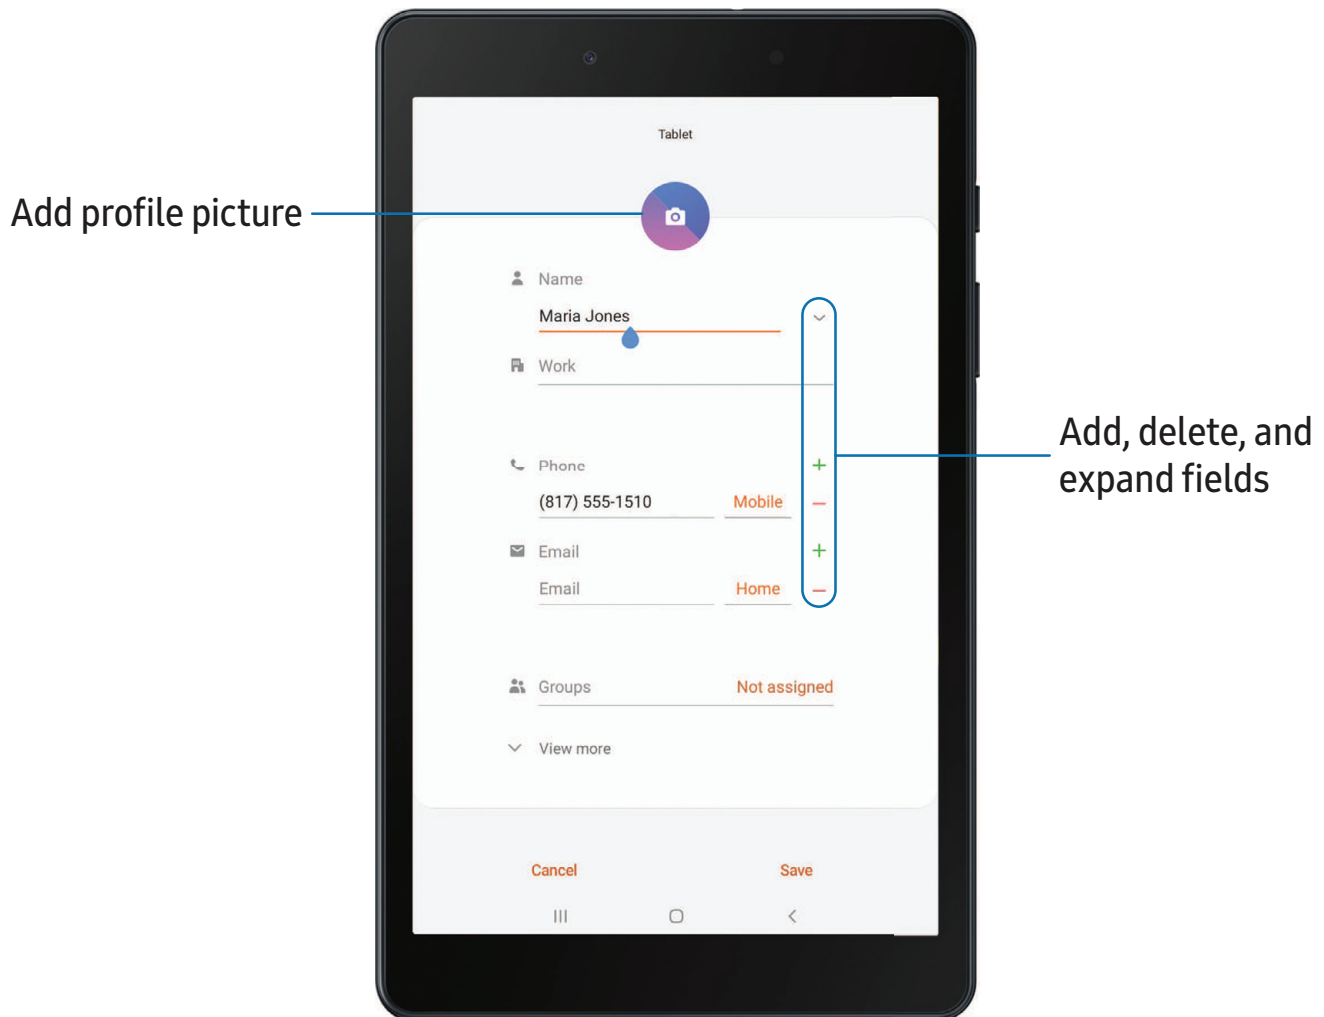 Tablet
Add profile picture
Name
Maria Jones
Work
Add, delete, and
expand fields
Phone
(817) 555-1510 Mobile
Email
Email Home
Groups Not assigned
View more
Cancel Save